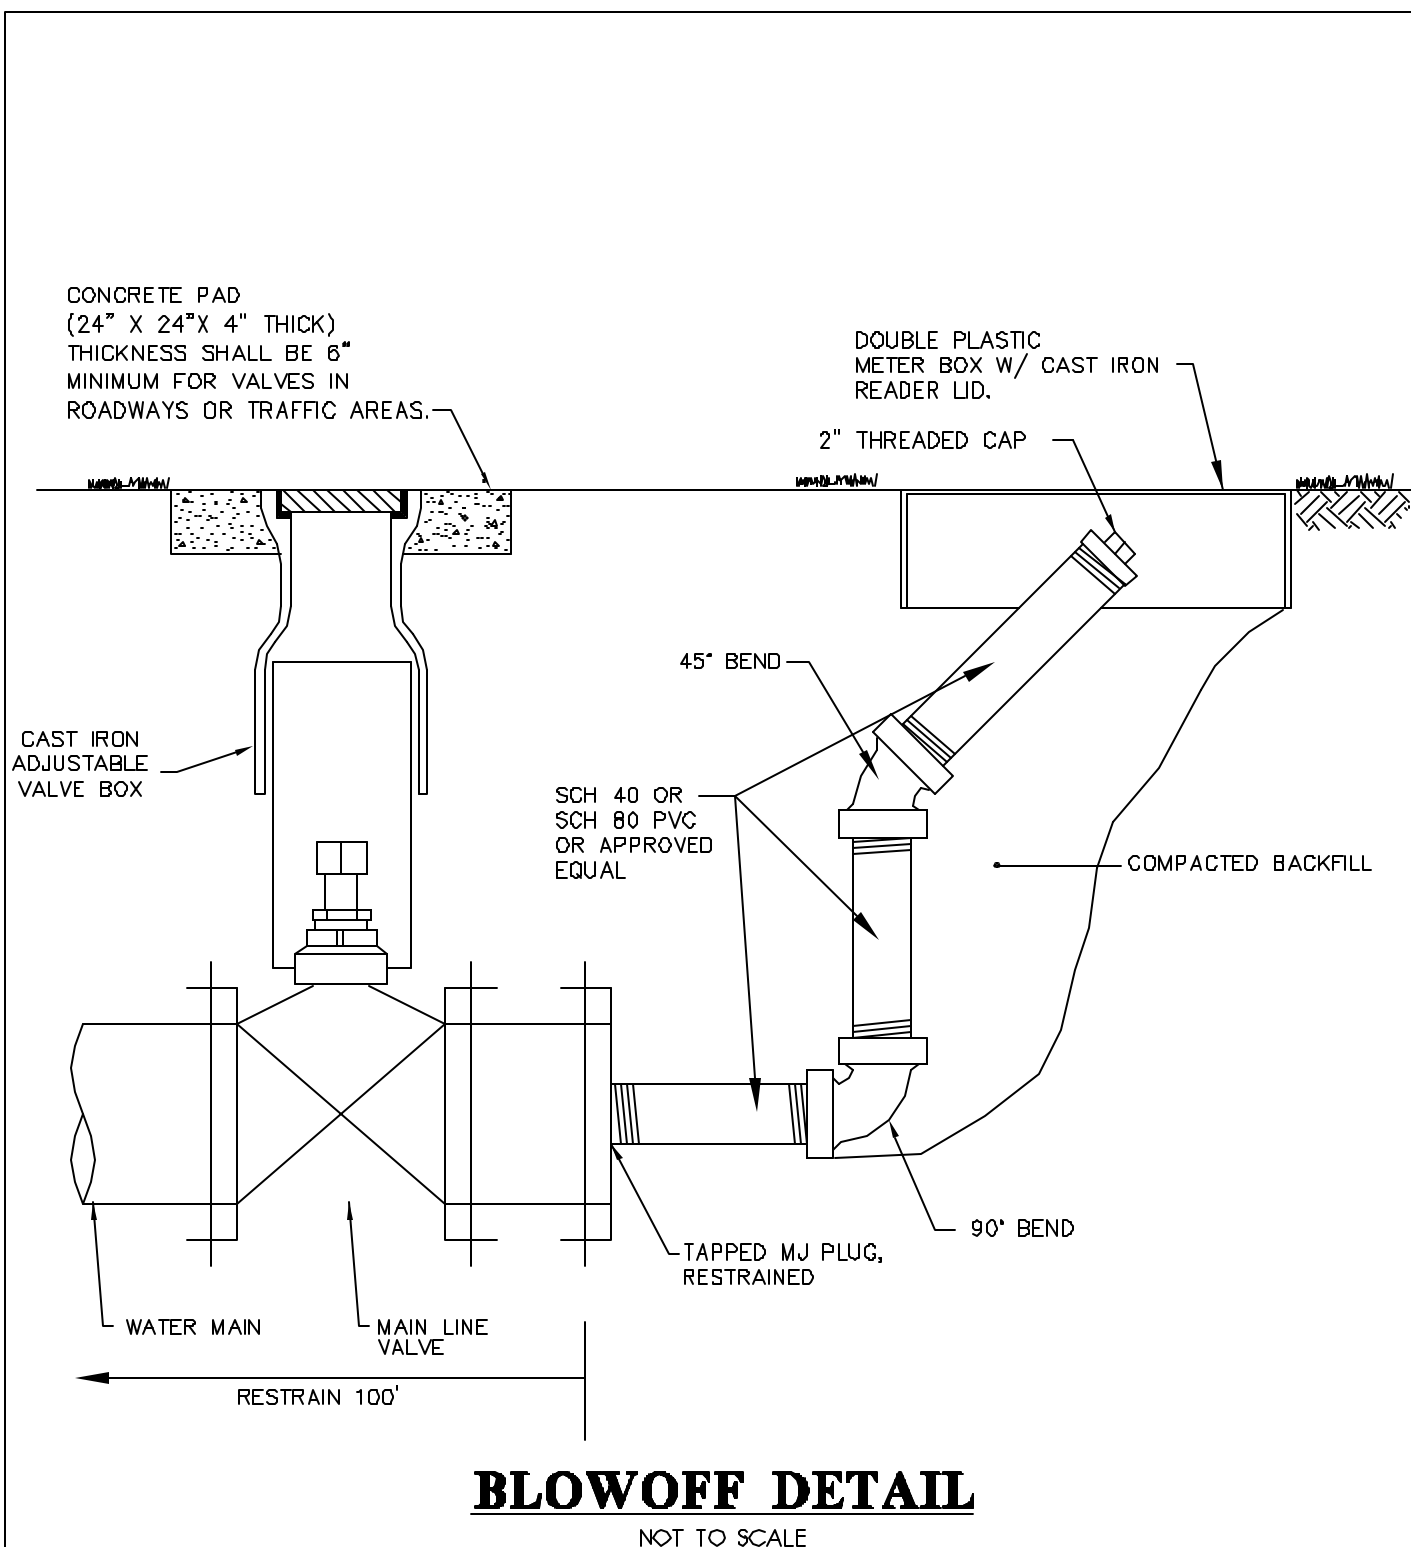 CONCRETE PAD
(24" X 24"X 4" THICK)
THICKNESS SHALL BE 6"
MINIMUM FOR VALVES IN
ROADWAYS OR TRAFFIC AREAS.
DOUBLE PLASTIC
METER BOX W/ CAST IRON
READER LID.
2" THREADED CAP
45° BEND
CAST IRON
ADJUSTABLE
VALVE BOX
SCH 40 OR
SCH 80 PVC
OR APPROVED
EQUAL
COMPACTED BACKFILL
90° BEND
TAPPED MJ PLUG,
RESTRAINED
WATER MAIN
MAIN LINE
VALVE
RESTRAIN 100'
BLOWOFF DETAIL
NOT TO SCALE